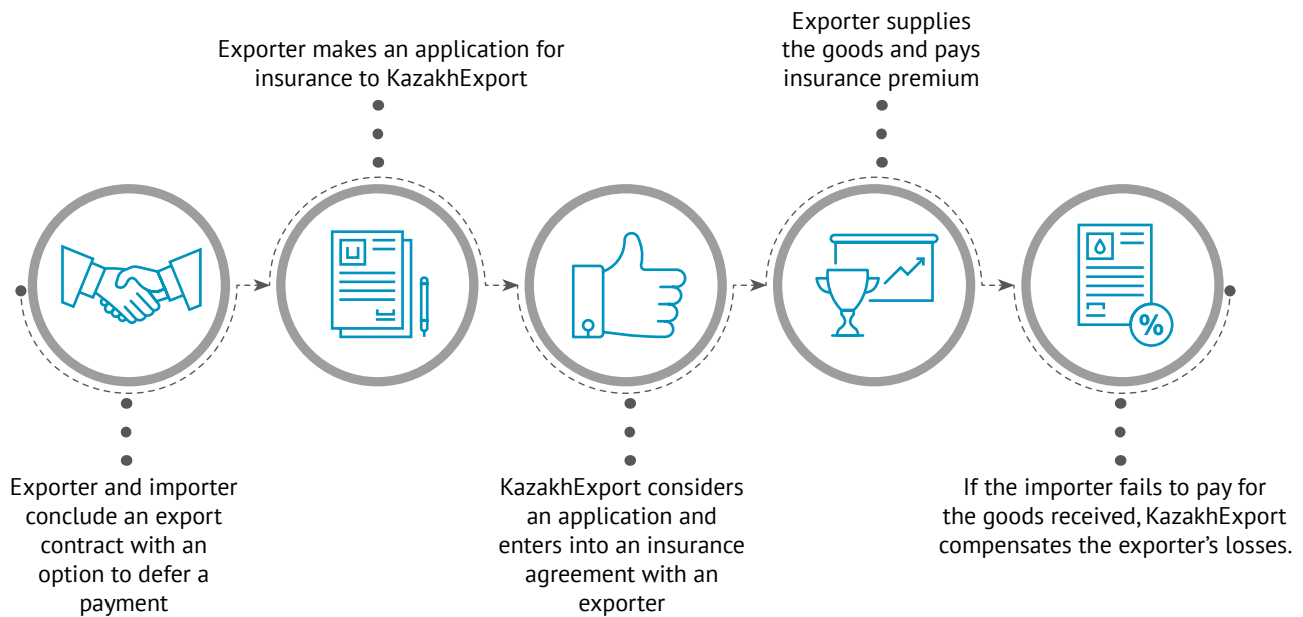 Exporter and importer
conclude an export
contract with an
option to defer a
payment
Exporter makes an application for
insurance to KazakhExport
KazakhExport considers
an application and
enters into an insurance
agreement with an
exporter
Exporter supplies
the goods and pays
insurance premium
%
If the importer fails to pay for
the goods received, KazakhExport
compensates the exporter’s losses.